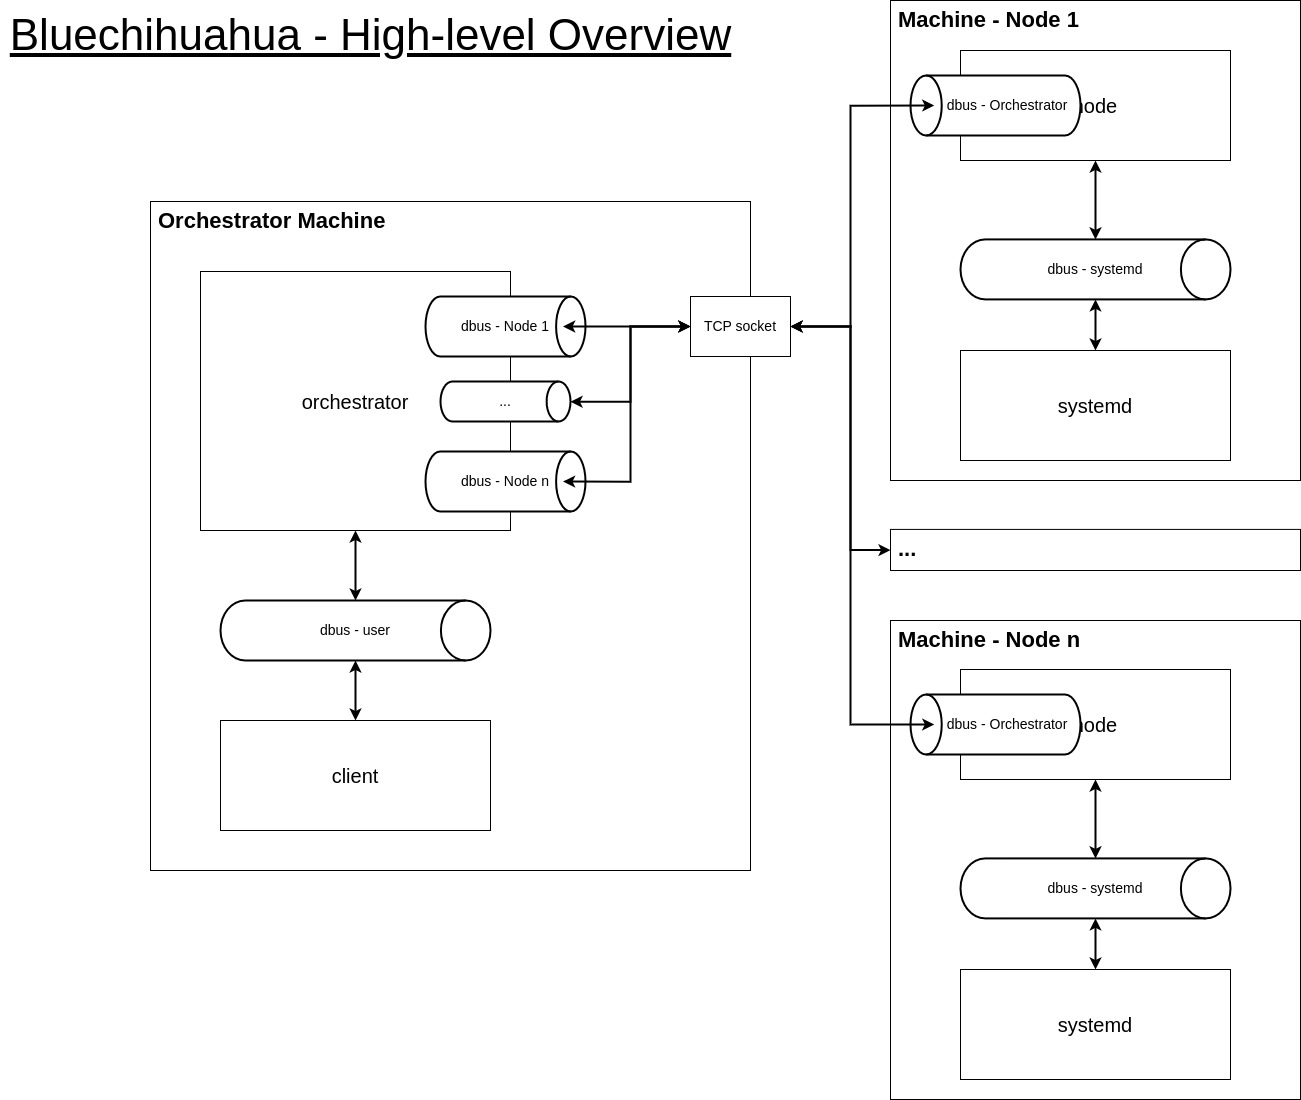 Bluechihuahua - High-level Overview
Orchestrator Machine
orchestrator
dbus - Node 1
...
dbus - Node n
TCP socket
dbus - user
client
Machine - Node 1
node
dbus - Orchestrator
dbus - systemd
systemd
...
Machine - Node n
node
dbus - Orchestrator
dbus - systemd
systemd